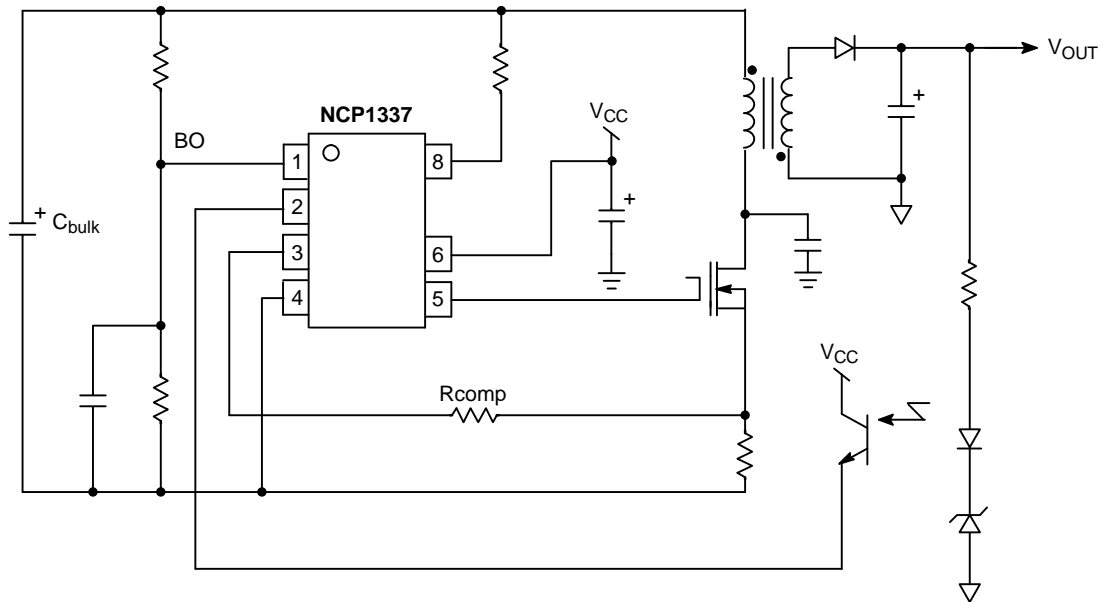 V_OUT
NCP1337
V_CC
BO
1
8
2
+ C_bulk
+
+
3
6
4
5
V_CC
Rcomp